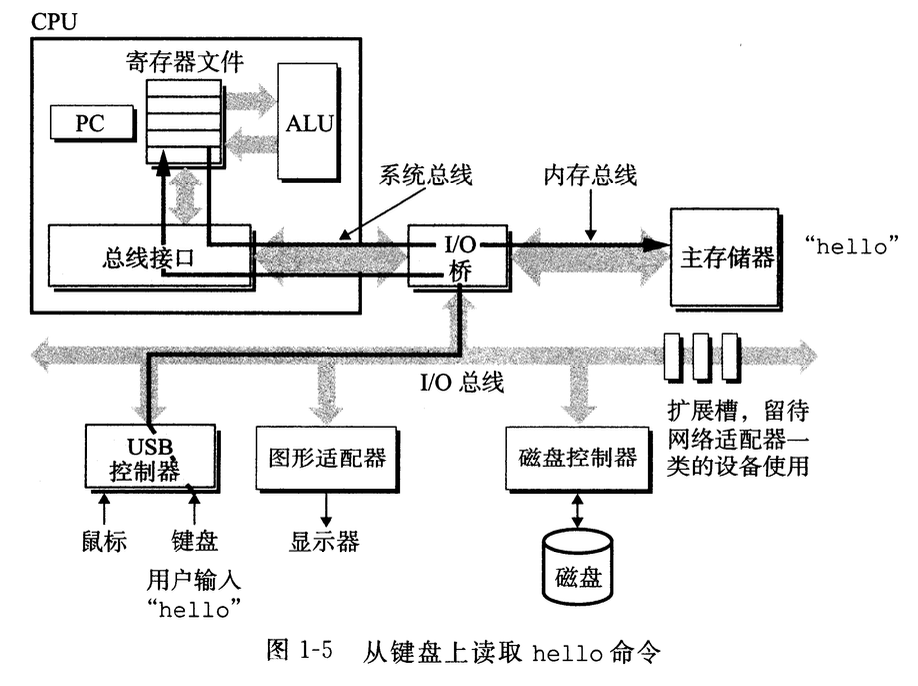 CPU
寄存器文件
PC
ALU
系统总线
内存总线
总线接口
I/O
桥
主存储器
“hello”
I/O 总线
扩展槽，留待
网络适配器一
类的设备使用
USB
控制器
图形适配器
磁盘控制器
鼠标
键盘
显示器
磁盘
用户输入
“hello”
图 1-5 从键盘上读取 hello 命令